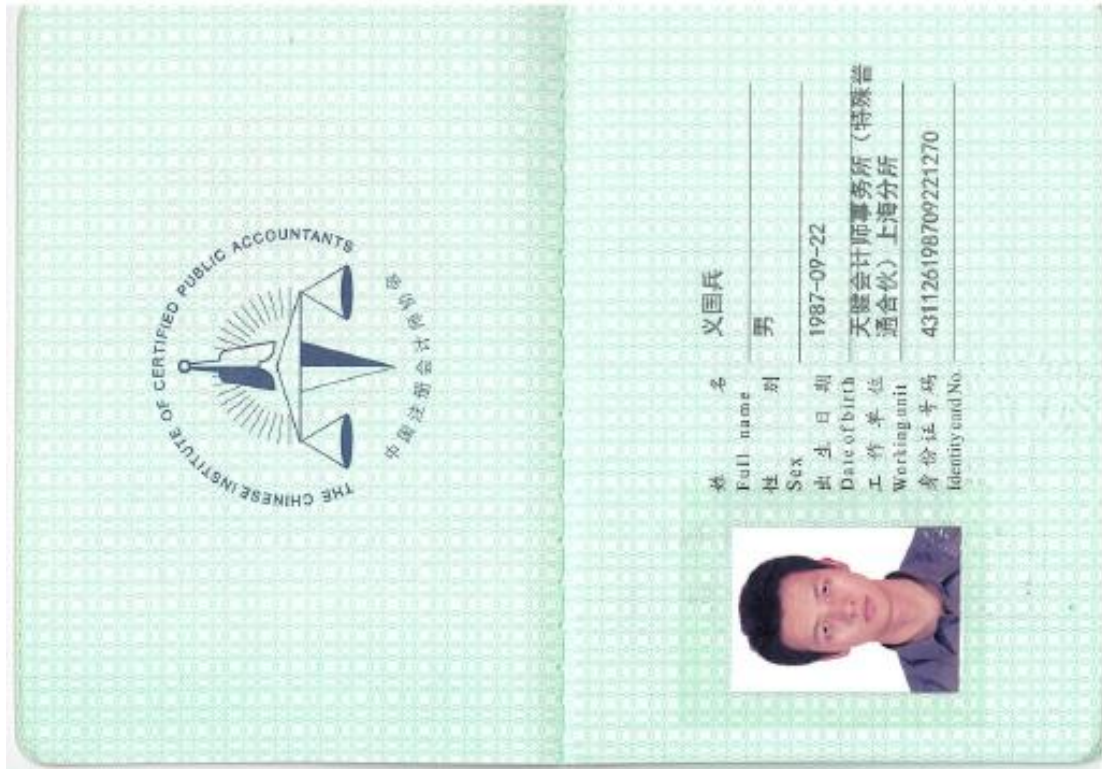 THE CHINESE INSTITUTE OF CERTIFIED PUBLIC ACCOUNTANTS
中国注册会计师协会
姓 名 义国兵
Full name
性 别 男
Sex
出 生 日 期 1987-09-22
Date of birth
工 作 单 位 天健会计师事务所（特殊普
通合伙）上海分所
Working unit
身 份 证 号 码 431126198709221270
Identity card No.